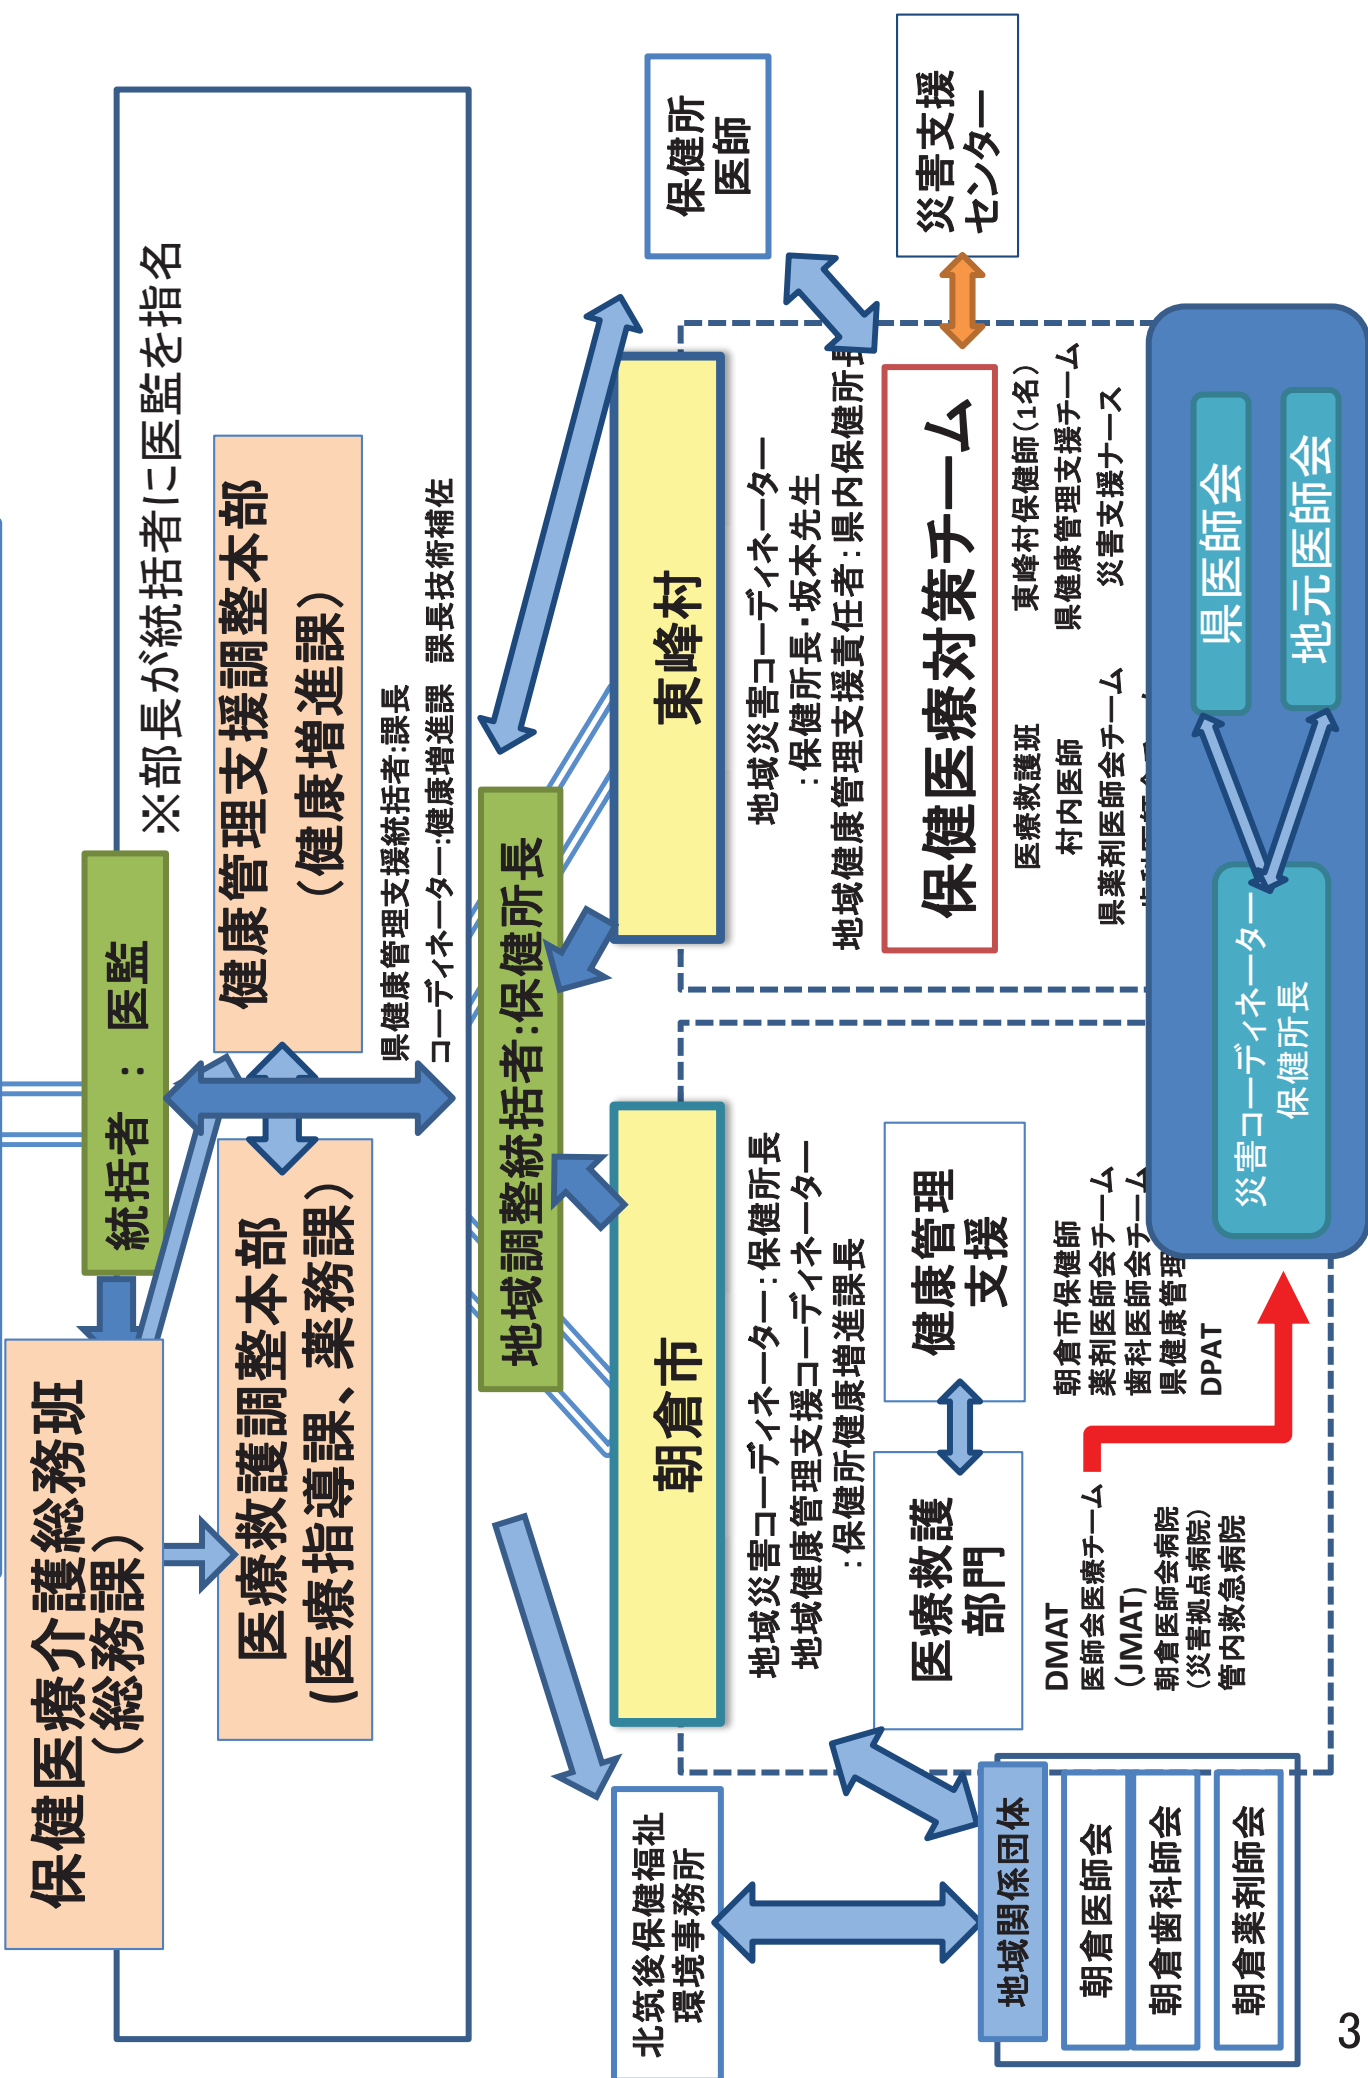 統括者 : 医監
※部長が統括者に医監を指名
保健医療介護総務班
（総務課）
医療救護調整本部
（医療指導課、薬務課）
健康管理支援調整本部
（健康増進課）
県健康管理支援統括者:課長
コーディネーター:健康増進課 課長技術補佐
地域調整統括者:保健所長
北筑後保健福祉
環境事務所
朝倉市
地域災害コーディネーター:保健所長
地域健康管理支援コーディネーター
:保健所健康増進課長
医療救護
部門
健康管理
支援
DMAT
医師会医療チーム
（JMAT）
朝倉医師会病院
（災害拠点病院）
管内救急病院
朝倉市保健師
薬剤医師会チーム
歯科医師会チーム
県健康管理
DPAT
地域関係団体
朝倉医師会
朝倉歯科師会
朝倉薬剤師会
東峰村
地域災害コーディネーター
:保健所長・坂本先生
地域健康管理支援責任者:県内保健所長
保健医療対策チーム
医療救護班
村内医師
県薬剤医師会チーム
東峰村保健師（1名）
県健康管理支援チーム
災害支援ナース
保健所
医師
災害支援
センター
災害コーディネーター
保健所長
県医師会
地元医師会
3